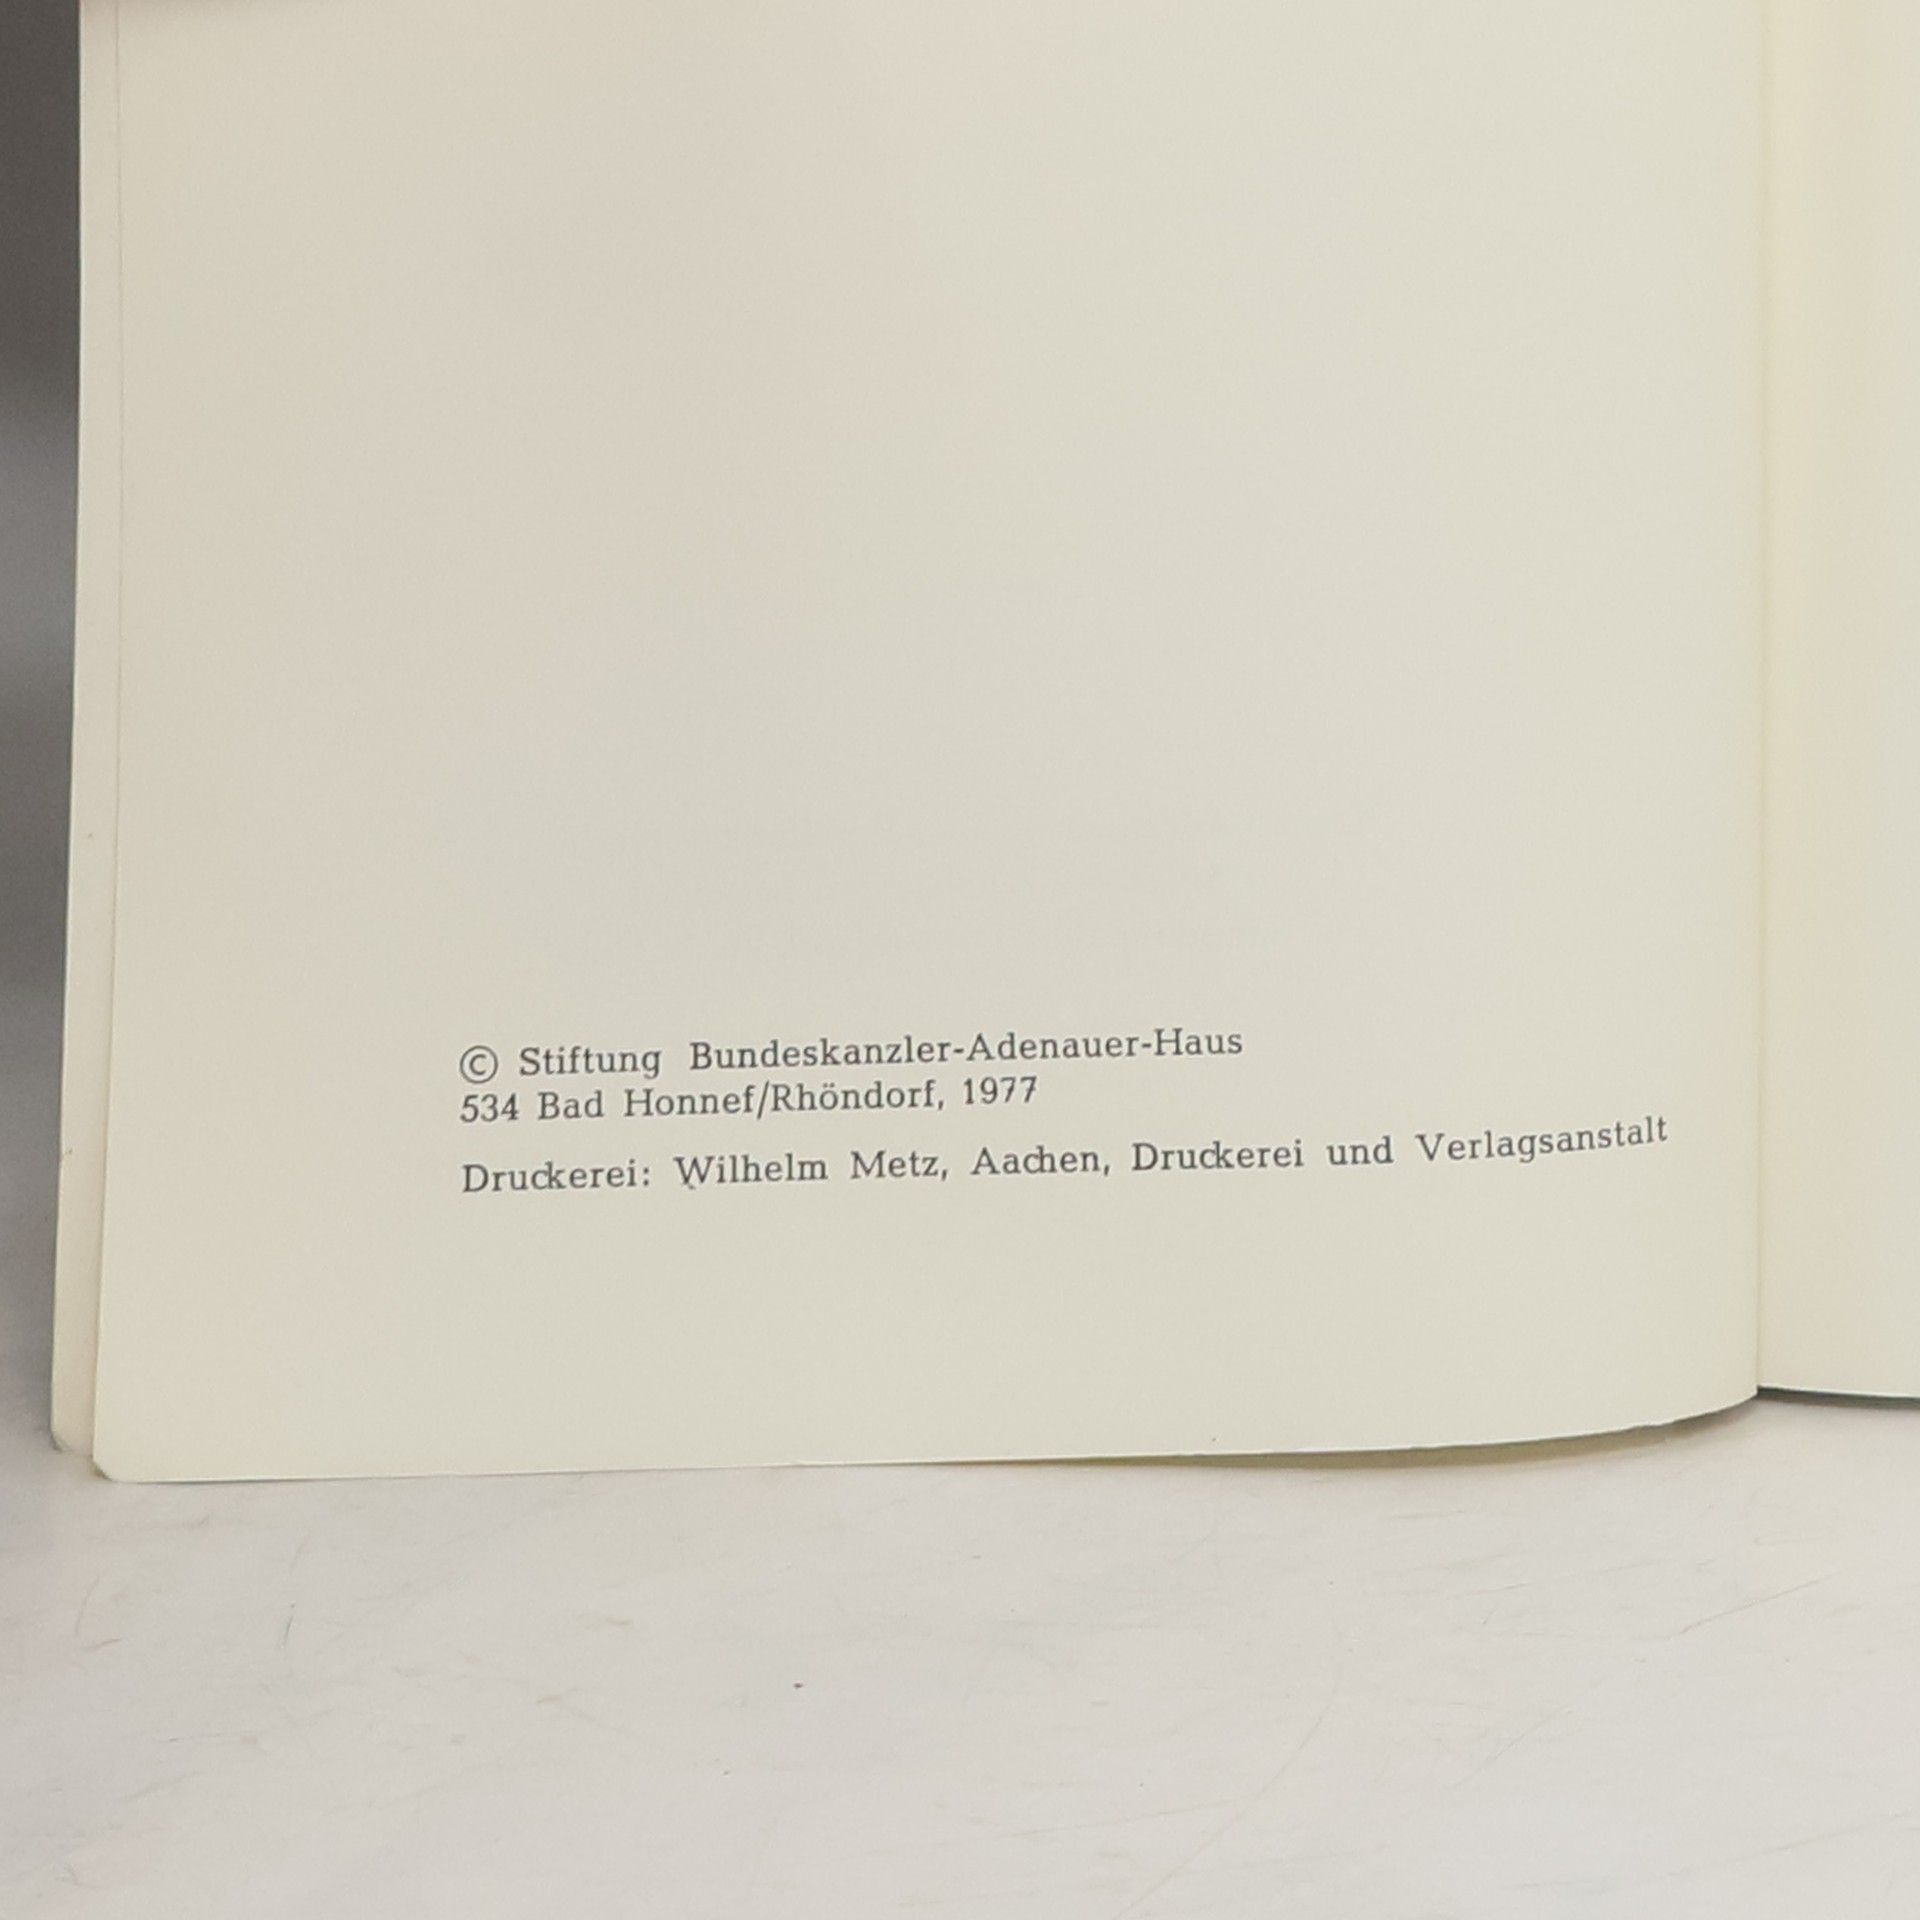 © Stiftung Bundeskanzler-Adenauer-Haus
534 Bad Honnef/Rhöndorf, 1977
Druckerei: Wilhelm Metz, Aachen, Druckerei und Verlagsanstalt